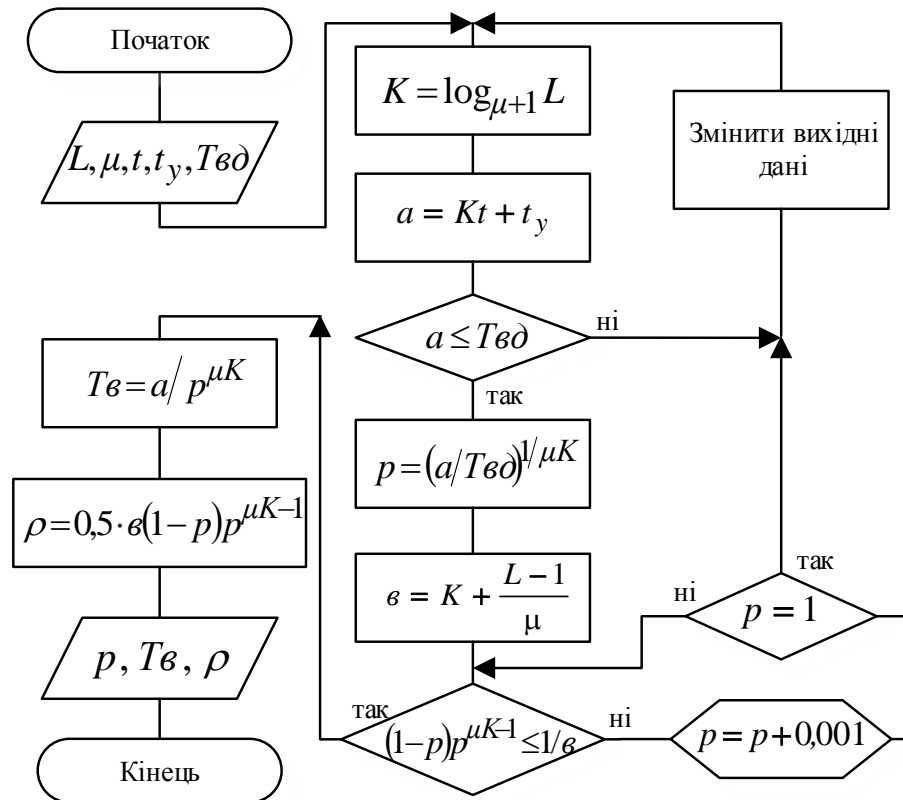 Початок
L, μ, t, t_y, Tвд
K = log_{μ+1} L
a = Kt + t_y
a ≤ Tвд
ні
так
Змінити вихідні
дані
p = (a/Tвд)^{1/μK}
в = K + (L − 1)/μ
(1−p)p^{μK−1} ≤ 1/в
так
ні
p = p+0,001
p = 1
ні
так
Tв = a/p^{μK}
ρ = 0,5·в(1−p)p^{μK−1}
p, Tв, ρ
Кінець